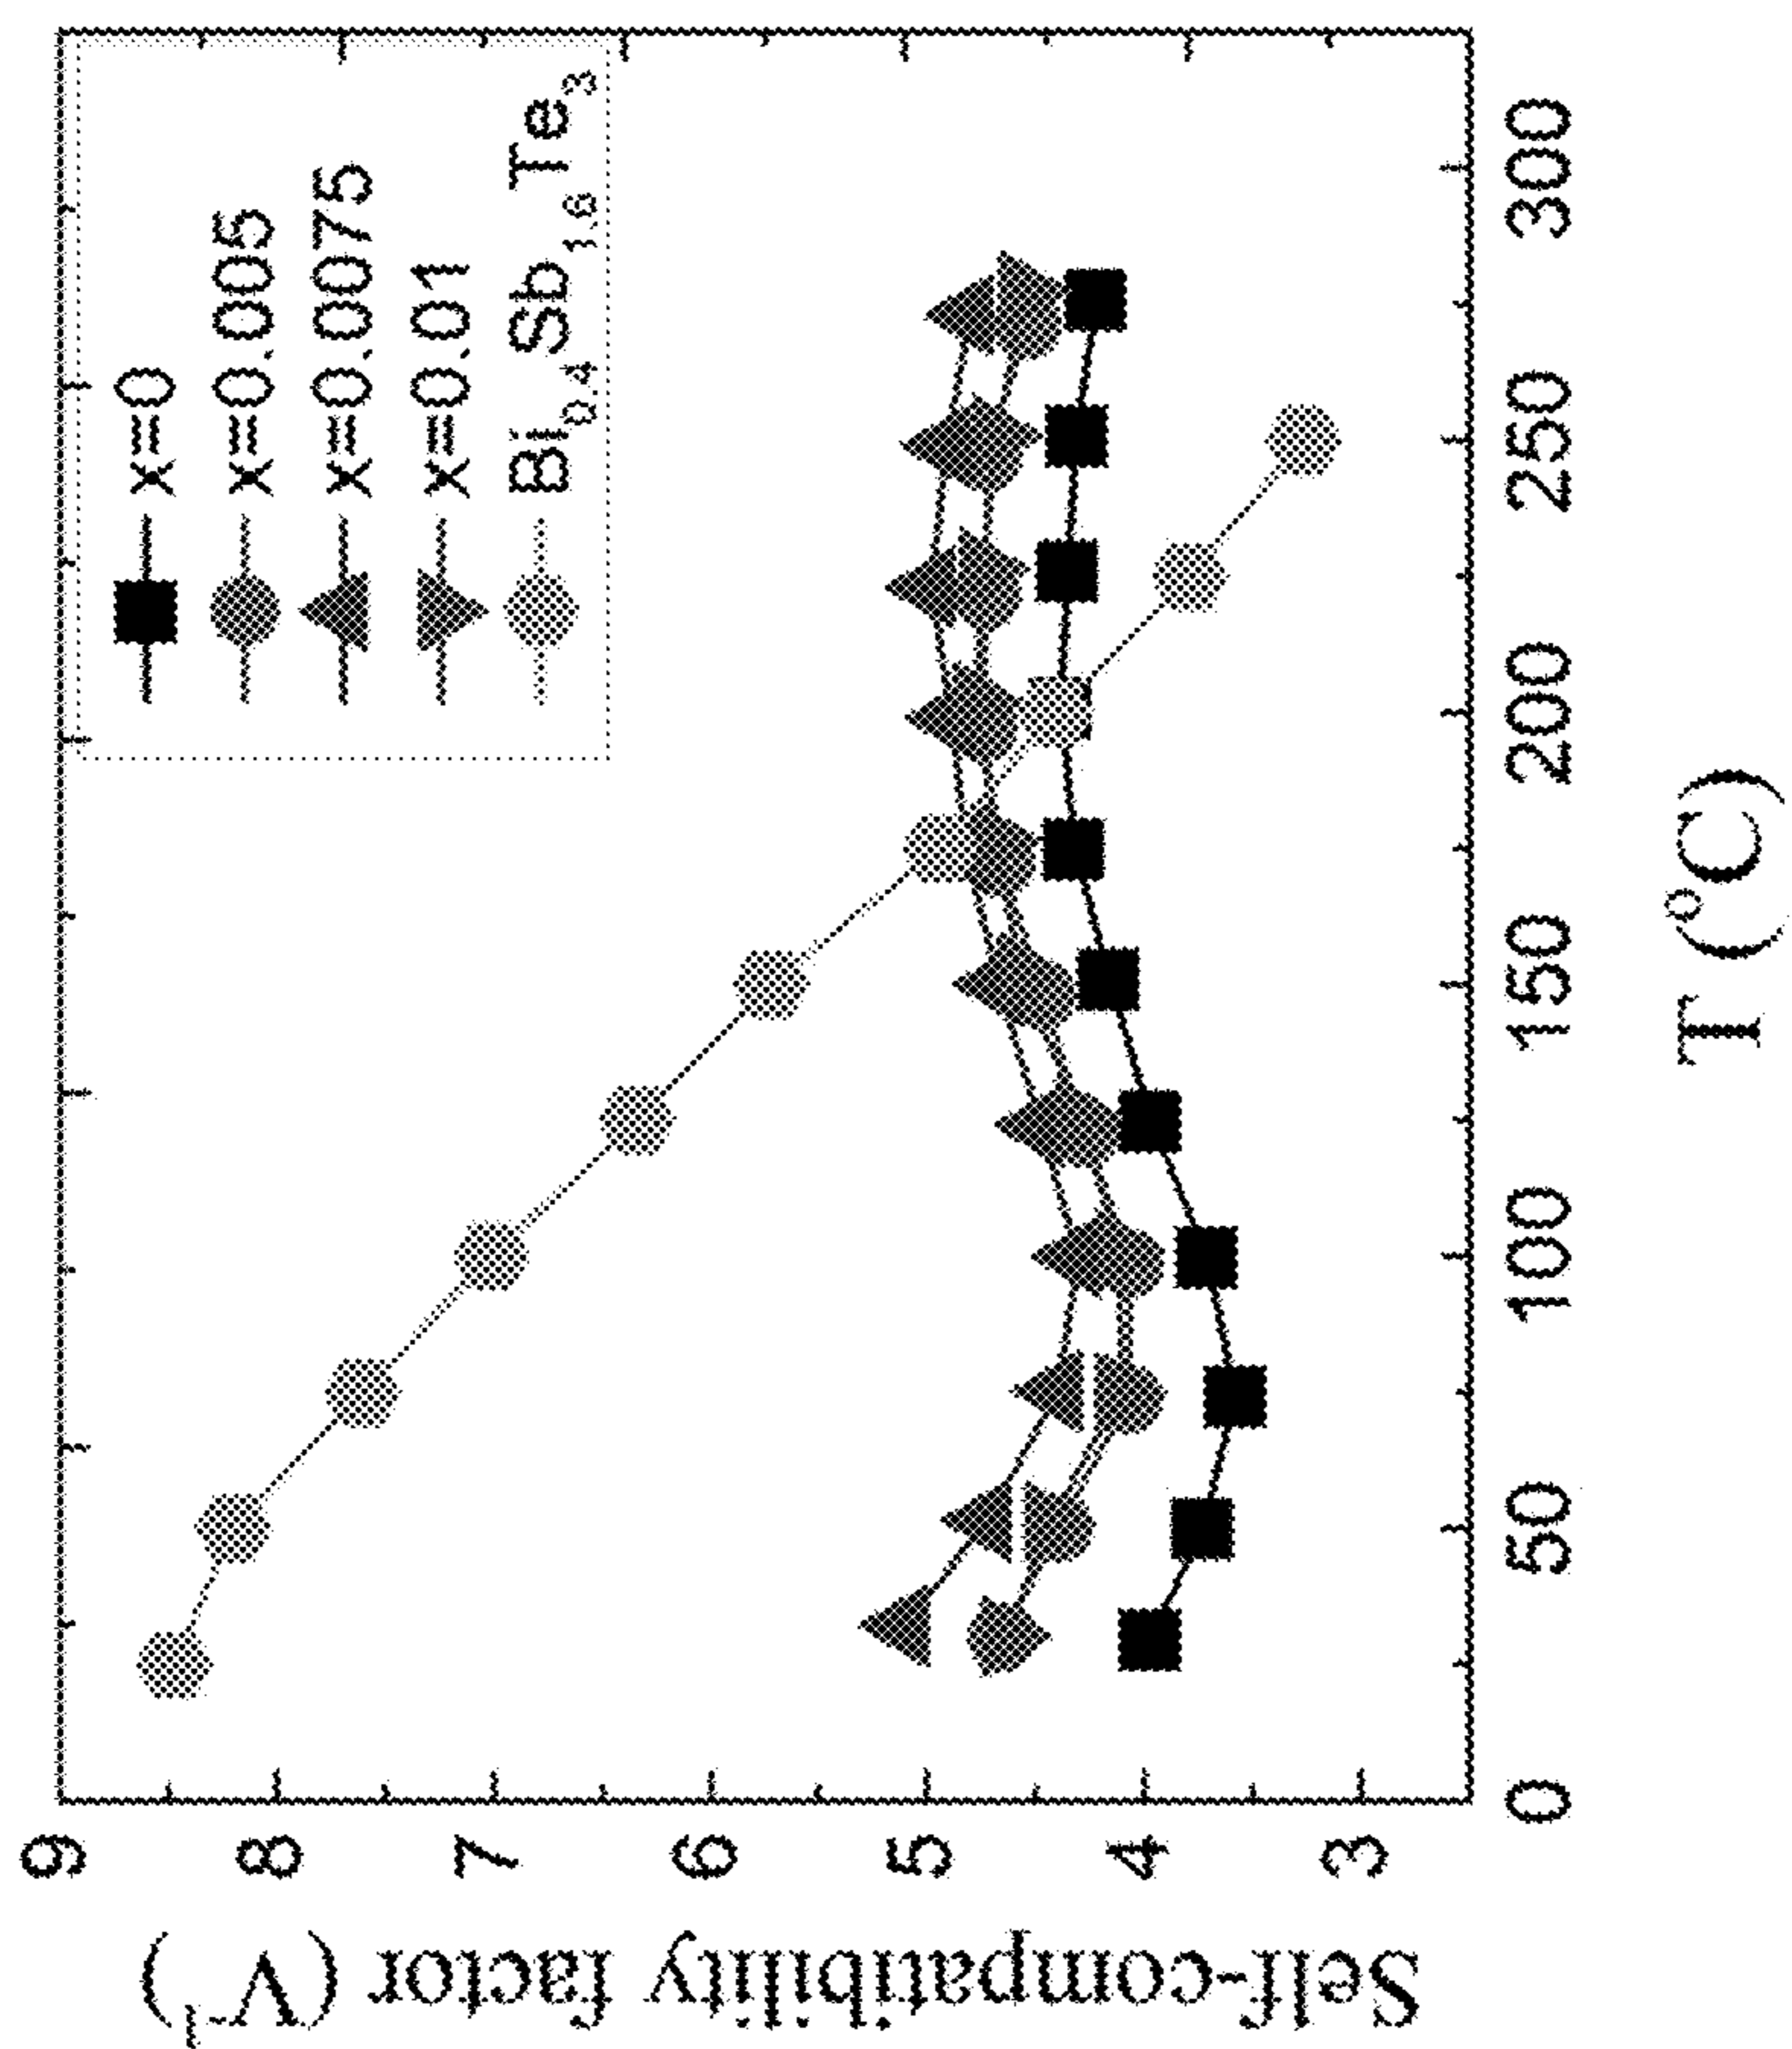 x=0
x=0.005
x=0.0075
x=0.01
Bi0.4Sb1.6Te3
9
8
7
6
5
4
3
Self-compatibility factor (V-1)
0 50 100 150 200 250 300
T (°C)